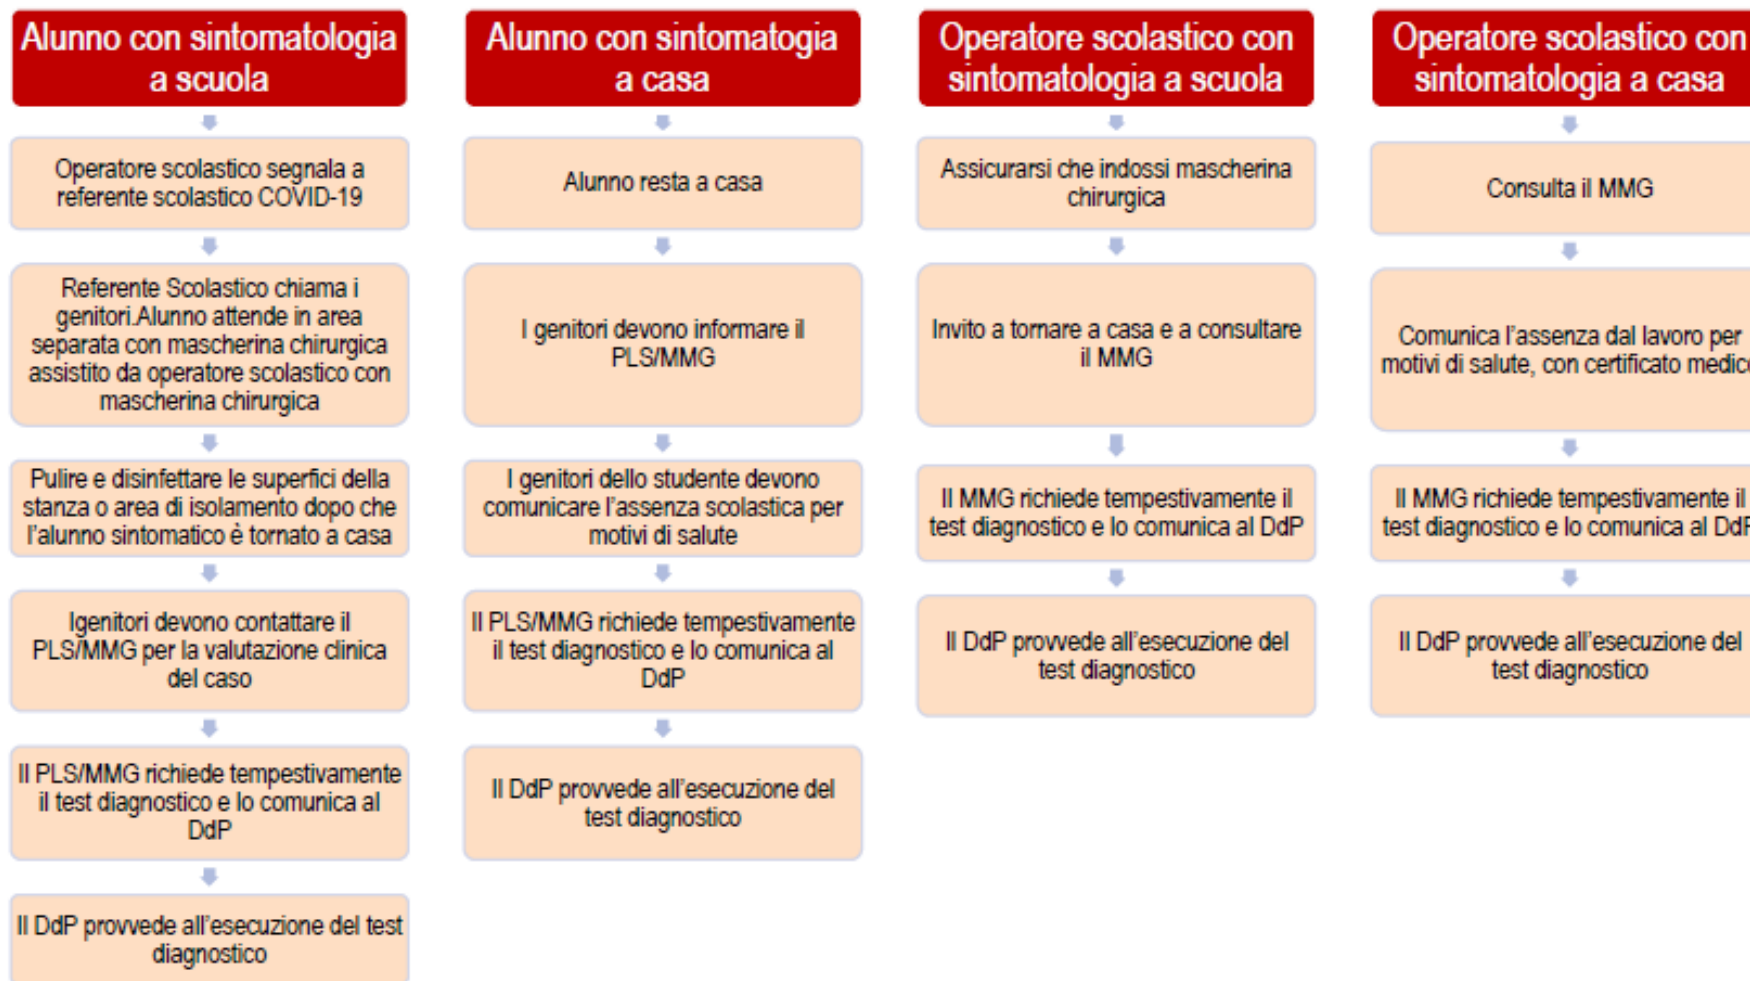 Alunno con sintomatologia
a scuola
Operatore scolastico segnala a
referente scolastico COVID-19
Referente Scolastico chiama i
genitori.Alunno attende in area
separata con mascherina chirurgica
assistito da operatore scolastico con
mascherina chirurgica
Pulire e disinfettare le superfici della
stanza o area di isolamento dopo che
l'alunno sintomatico è tornato a casa
Igenitori devono contattare il
PLS/MMG per la valutazione clinica
del caso
Il PLS/MMG richiede tempestivamente
il test diagnostico e lo comunica al
DdP
Il DdP provvede all'esecuzione del test
diagnostico
Alunno con sintomatogia
a casa
Alunno resta a casa
I genitori devono informare il
PLS/MMG
I genitori dello studente devono
comunicare l'assenza scolastica per
motivi di salute
Il PLS/MMG richiede tempestivamente
il test diagnostico e lo comunica al
DdP
Il DdP provvede all'esecuzione del
test diagnostico
Operatore scolastico con
sintomatologia a scuola
Assicurarsi che indossi mascherina
chirurgica
Invito a tornare a casa e a consultare
il MMG
Il MMG richiede tempestivamente il
test diagnostico e lo comunica al DdP
Il DdP provvede all'esecuzione del
test diagnostico
Operatore scolastico con
sintomatologia a casa
Consulta il MMG
Comunica l'assenza dal lavoro per
motivi di salute, con certificato medico
Il MMG richiede tempestivamente il
test diagnostico e lo comunica al DdP
Il DdP provvede all'esecuzione del
test diagnostico